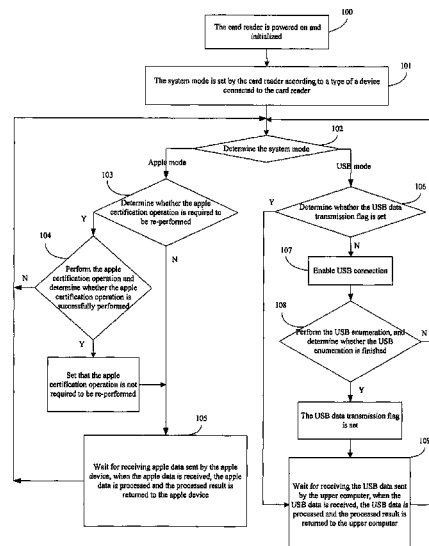 100
The card reader is powered on and
initialized
101
The system mode is set by the card reader according to a type of a device
connected to the card reader
102
Determine the system mode
Apple mode
USB mode
103
Determine whether the apple
certification operation is required to
be re-performed
Y
N
104
Perform the apple
certification operation and
determine whether the apple
certification operation is
successfully performed
N
Y
Set that the apple
certification operation is not
required to be re-performed
105
Wait for receiving apple data sent by the apple
device, when the apple data is received, the apple
data is processed and the processed result is
returned to the apple device
106
Determine whether the USB data
transmission flag is set
Y
N
107
Enable USB connection
108
Perform the USB enumeration, and
determine whether the USB
enumeration is finished
N
Y
The USB data transmission flag
is set
109
Wait for receiving the USB data sent
by the upper computer, when the
USB data is received, the USB data is
processed and the processed result is
returned to the upper computer